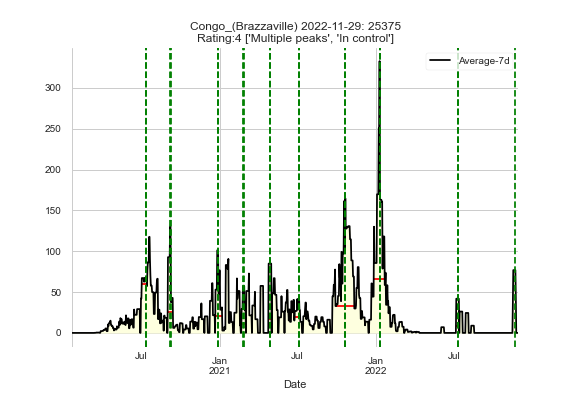 Congo_(Brazzaville) 2022-11-29: 25375
Rating:4 ['Multiple peaks', 'In control']
Average-7d
300
250
200
150
100
50
0
Jul
Jan
2021
Jul
Jan
2022
Jul
Date